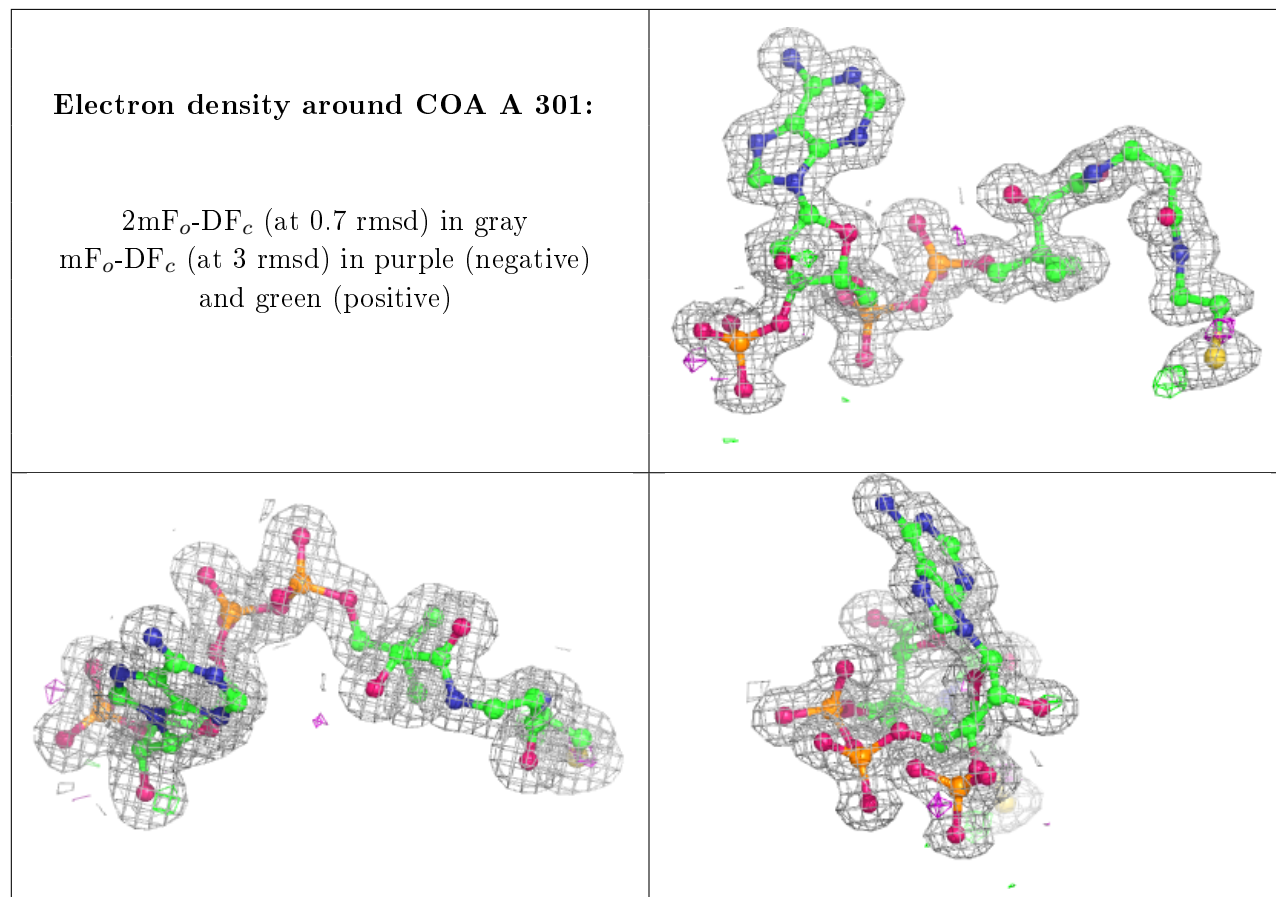 Electron density around COA A 301:
2mFₒ-DF𝑐 (at 0.7 rmsd) in gray
mFₒ-DF𝑐 (at 3 rmsd) in purple (negative)
and green (positive)